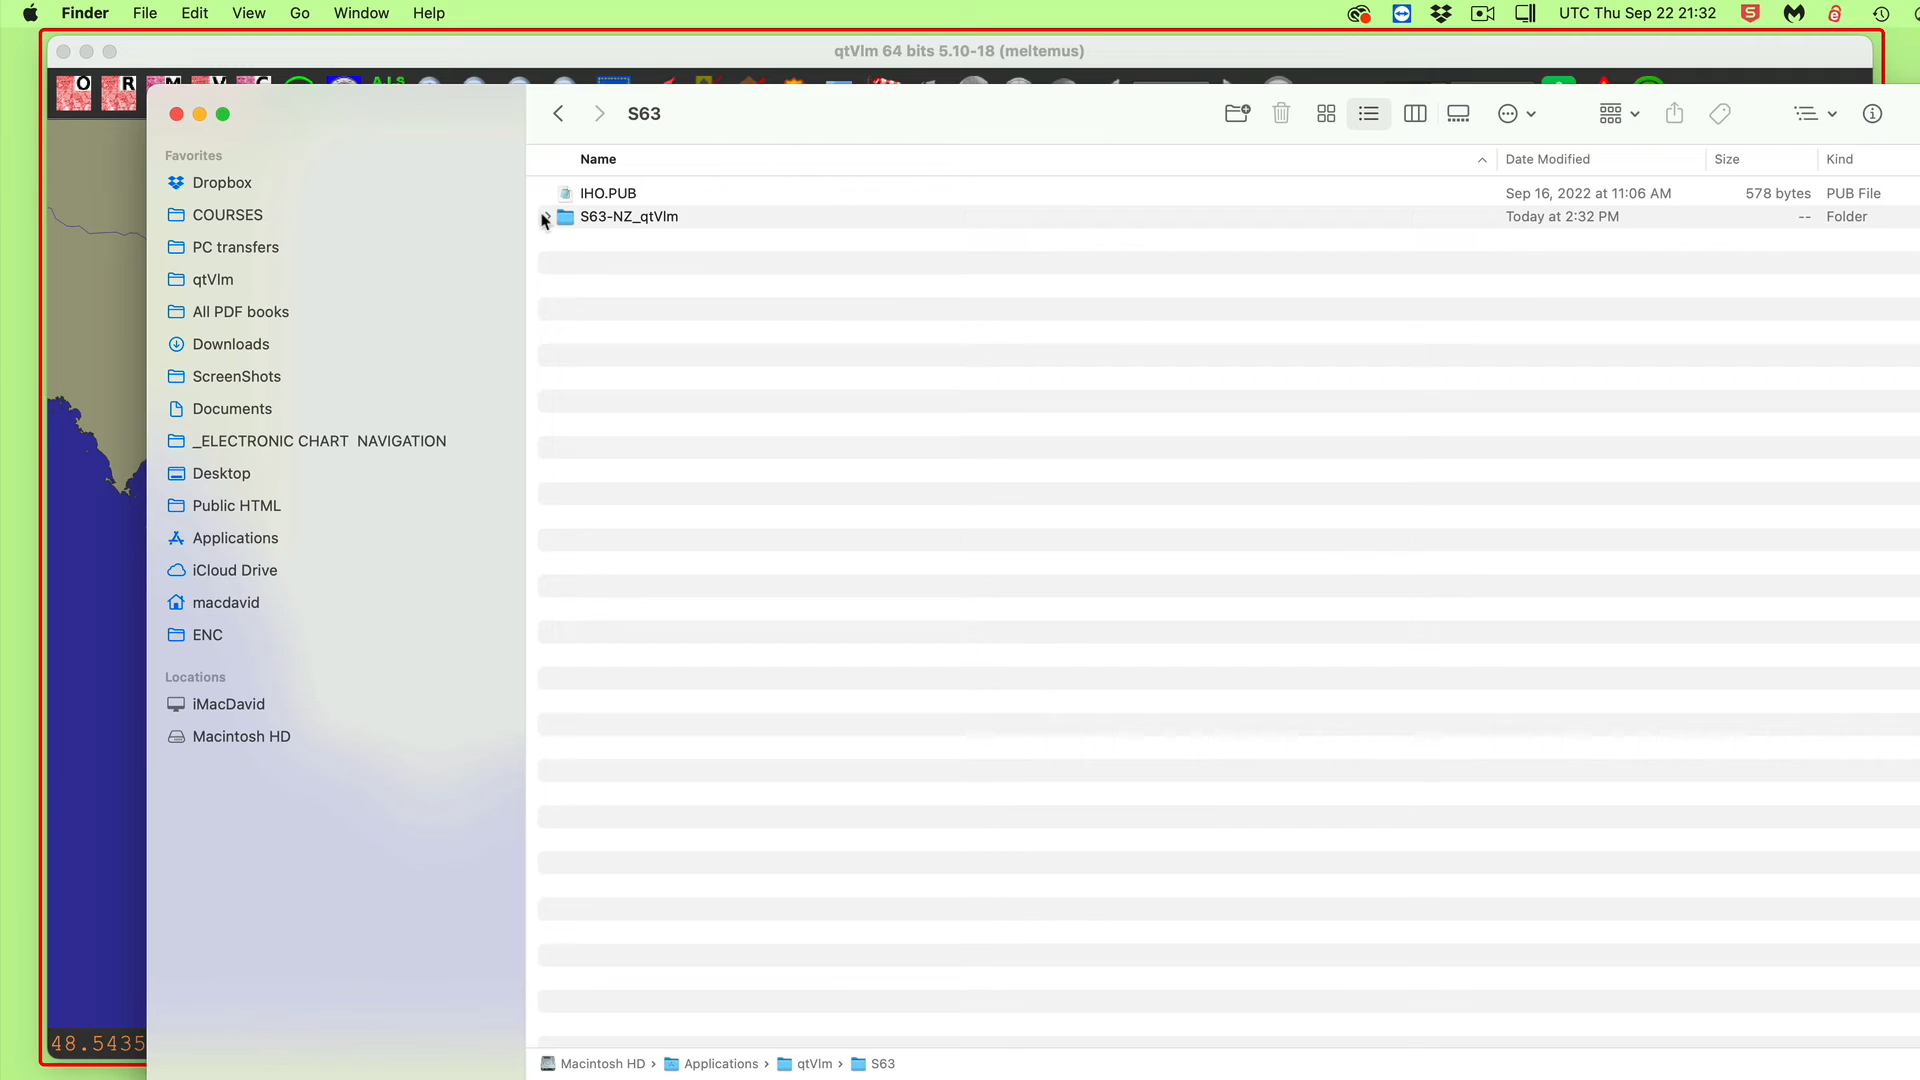 Finder File Edit View Go Window Help UTC Thu Sep 22 21:32
qtVlm 64 bits 5.10-18 (meltemus)
O R
S63
Favorites
Dropbox
COURSES
PC transfers
qtVlm
All PDF books
Downloads
ScreenShots
Documents
_ELECTRONIC CHART NAVIGATION
Desktop
Public HTML
Applications
iCloud Drive
macdavid
ENC
Locations
iMacDavid
Macintosh HD
Name Date Modified Size Kind
IHO.PUB Sep 16, 2022 at 11:06 AM 578 bytes PUB File
S63-NZ_qtVlm Today at 2:32 PM -- Folder
48.5435
Macintosh HD › Applications › qtVlm › S63